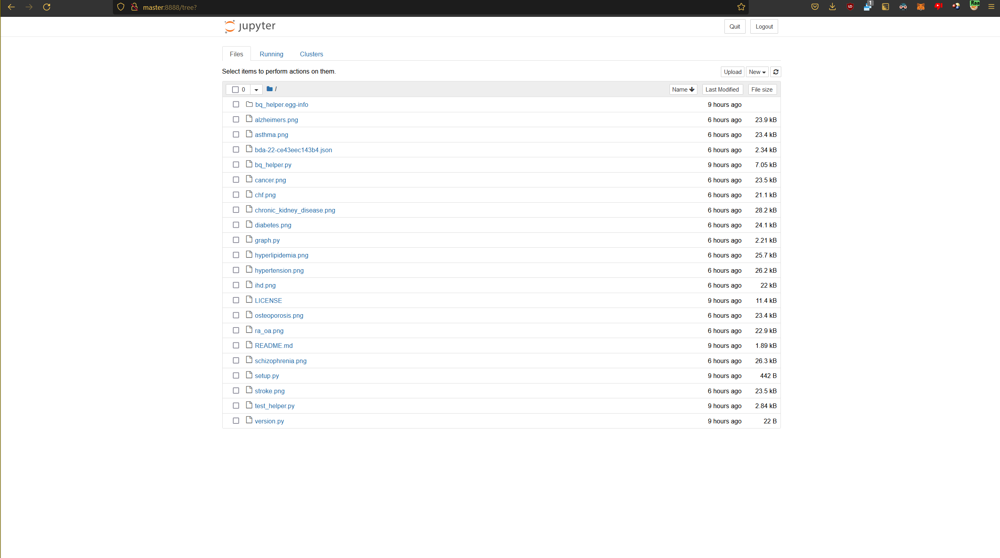 master:8888/tree?
1
Raa
jupyter
Quit Logout
Files Running Clusters
Select items to perform actions on them.
Upload New
0 / Name Last Modified File size
bq_helper.egg-info 9 hours ago
alzheimers.png 6 hours ago 23.9 kB
asthma.png 6 hours ago 23.4 kB
bda-22-ce43eec143b4.json 6 hours ago 2.34 kB
bq_helper.py 9 hours ago 7.05 kB
cancer.png 6 hours ago 23.5 kB
chf.png 6 hours ago 21.1 kB
chronic_kidney_disease.png 6 hours ago 28.2 kB
diabetes.png 6 hours ago 24.1 kB
graph.py 6 hours ago 2.21 kB
hyperlipidemia.png 6 hours ago 25.7 kB
hypertension.png 6 hours ago 26.2 kB
ihd.png 6 hours ago 22 kB
LICENSE 9 hours ago 11.4 kB
osteoporosis.png 6 hours ago 23.4 kB
ra_oa.png 6 hours ago 22.9 kB
README.md 9 hours ago 1.89 kB
schizophrenia.png 6 hours ago 26.3 kB
setup.py 9 hours ago 442 B
stroke.png 6 hours ago 23.5 kB
test_helper.py 9 hours ago 2.84 kB
version.py 9 hours ago 22 B